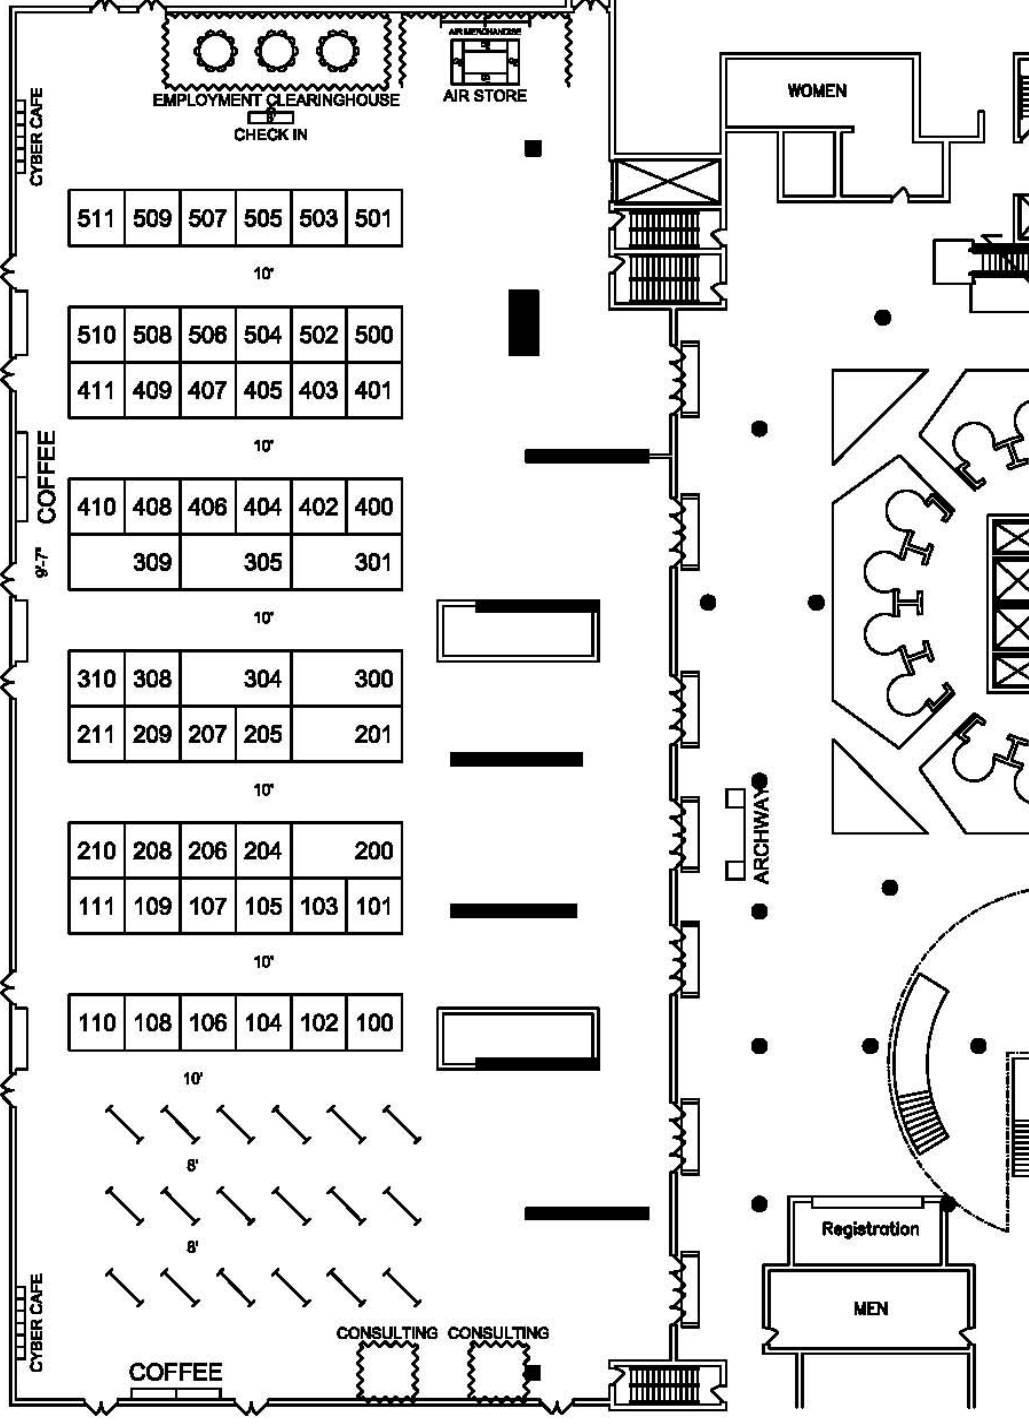 AIR MERCHANDISE
EMPLOYMENT CLEARINGHOUSE
AIR STORE
8'
CHECK IN
CYBER CAFE
WOMEN
511 509 507 505 503 501
10'
510 508 506 504 502 500
411 409 407 405 403 401
10'
COFFEE
410 408 406 404 402 400
309 305 301
9'-7"
10'
310 308 304 300
211 209 207 205 201
10'
ARCHWAY
210 208 206 204 200
111 109 107 105 103 101
10'
110 108 106 104 102 100
10'
8'
8'
Registration
MEN
CYBER CAFE
CONSULTING CONSULTING
COFFEE